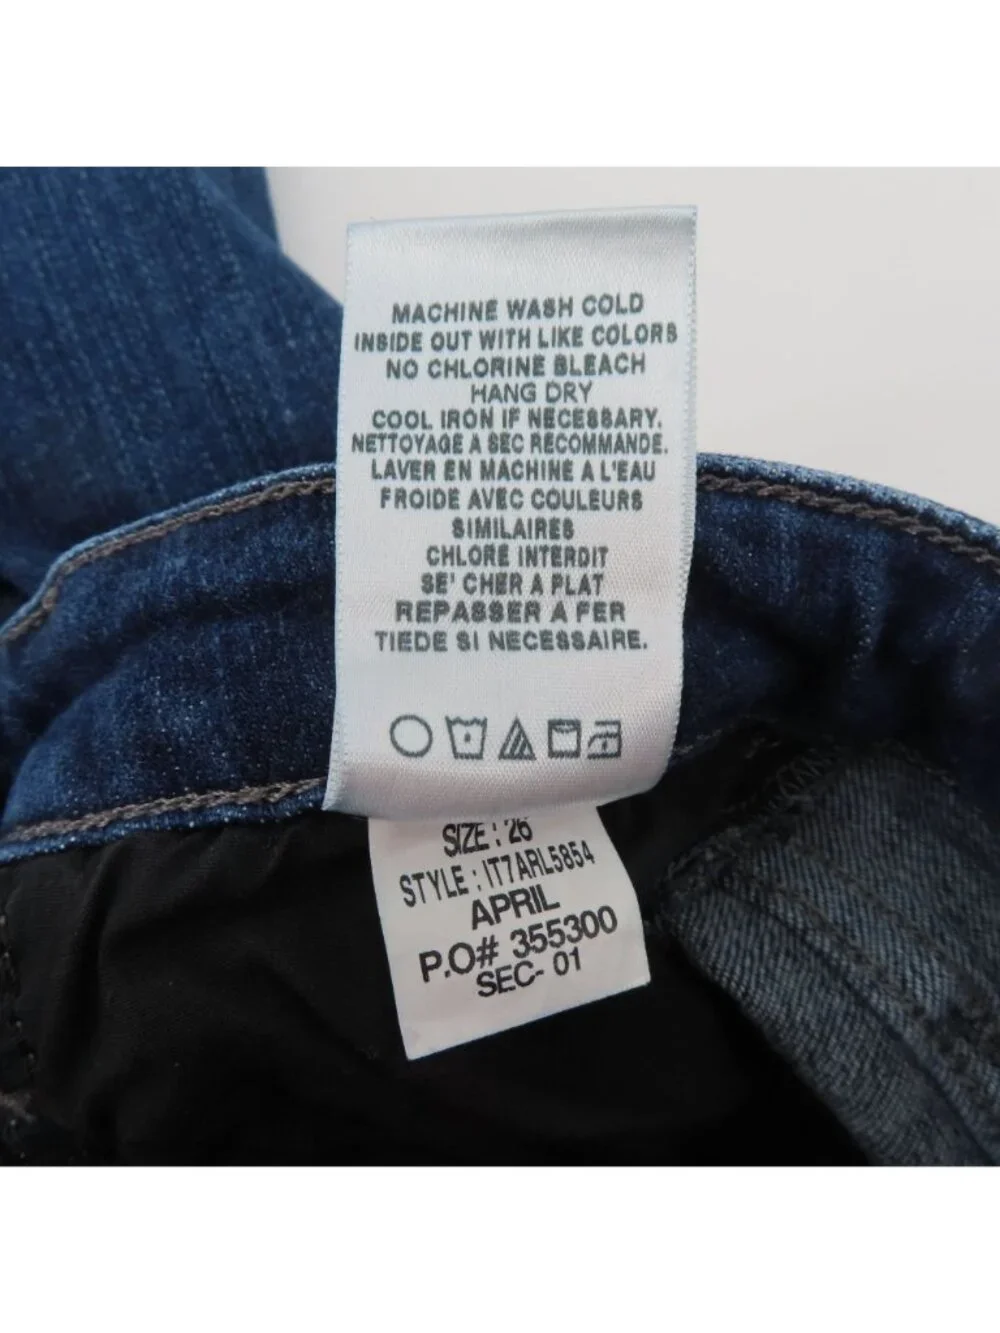 MACHINE WASH COLD
INSIDE OUT WITH LIKE COLORS
NO CHLORINE BLEACH
HANG DRY
COOL IRON IF NECESSARY.
NETTOYAGE A SEC RECOMMANDE.
LAVER EN MACHINE A L'EAU
FROIDE AVEC COULEURS
SIMILAIRES
CHLORE INTERDIT
SE' CHER A PLAT
REPASSER A FER
TIEDE SI NECESSAIRE.
SIZE : 26
STYLE : IT7ARL5854
APRIL
P.O# 355300
SEC- 01